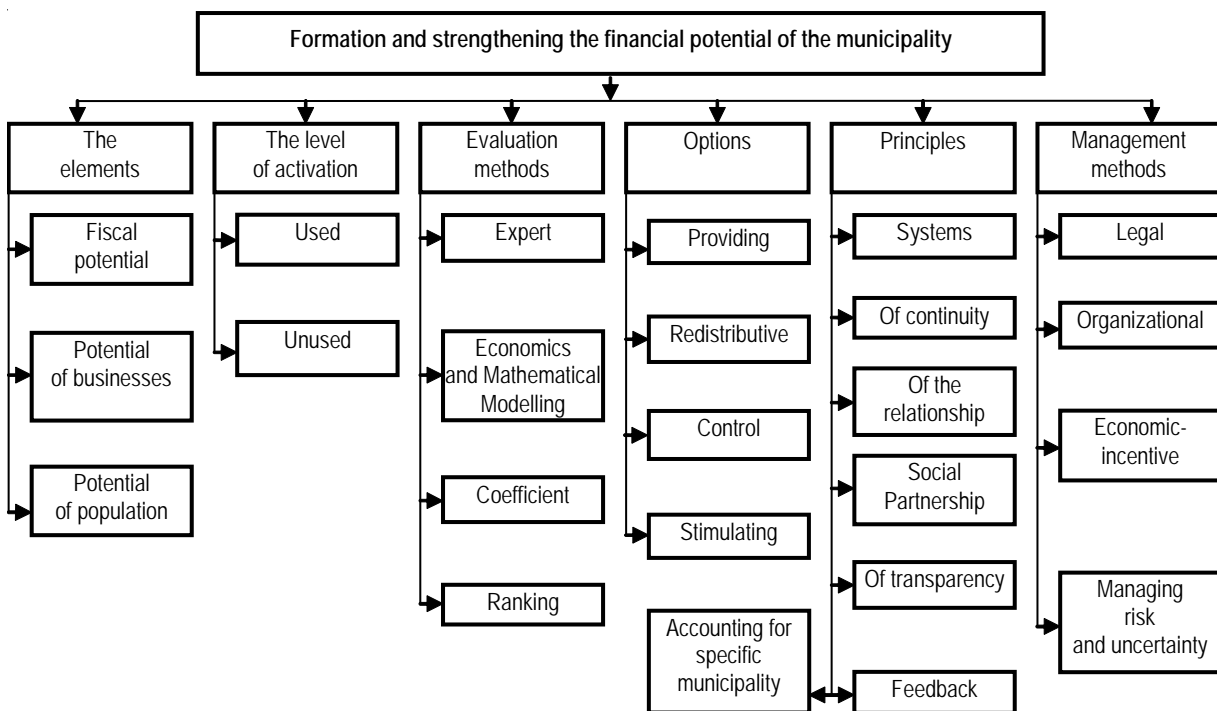 Formation and strengthening the financial potential of the municipality
The
elements
The level
of activation
Evaluation
methods
Options
Principles
Management
methods
Fiscal
potential
Potential
of businesses
Potential
of population
Used
Unused
Expert
Economics
and Mathematical
Modelling
Coefficient
Ranking
Providing
Redistributive
Control
Stimulating
Accounting for
specific
municipality
Systems
Of continuity
Of the
relationship
Social
Partnership
Of transparency
Feedback
Legal
Organizational
Economic-
incentive
Managing
risk
and uncertainty